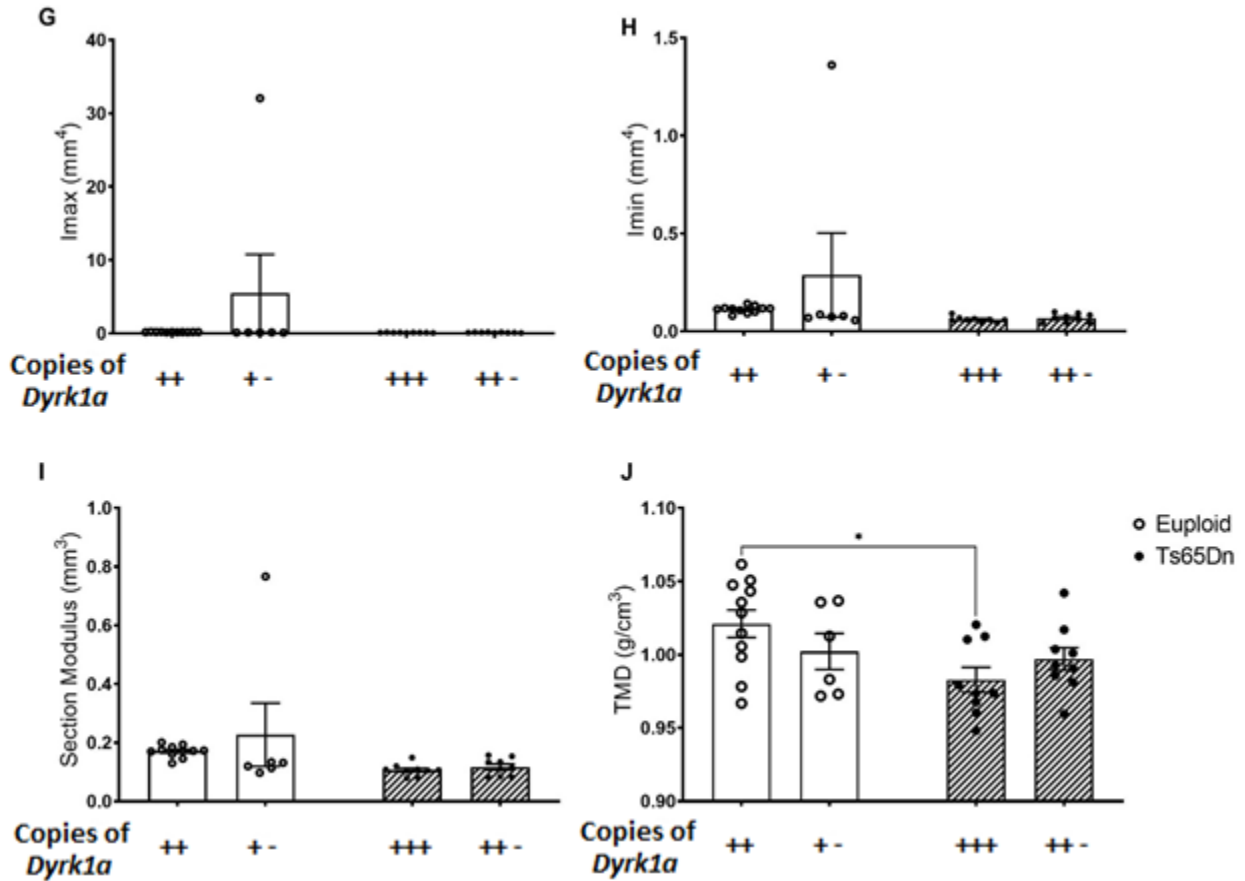 G
40
30
20
10
0
Imax (mm⁴)
Copies of
Dyrk1a
++
+ -
+++
++ -
H
1.5
1.0
0.5
0.0
Imin (mm⁴)
Copies of
Dyrk1a
++
+ -
+++
++ -
I
1.0
0.8
0.6
0.4
0.2
0.0
Section Modulus (mm³)
Copies of
Dyrk1a
++
+ -
+++
++ -
J
1.10
1.05
1.00
0.95
0.90
TMD (g/cm³)
*
Copies of
Dyrk1a
++
+ -
+++
++ -
Euploid
Ts65Dn